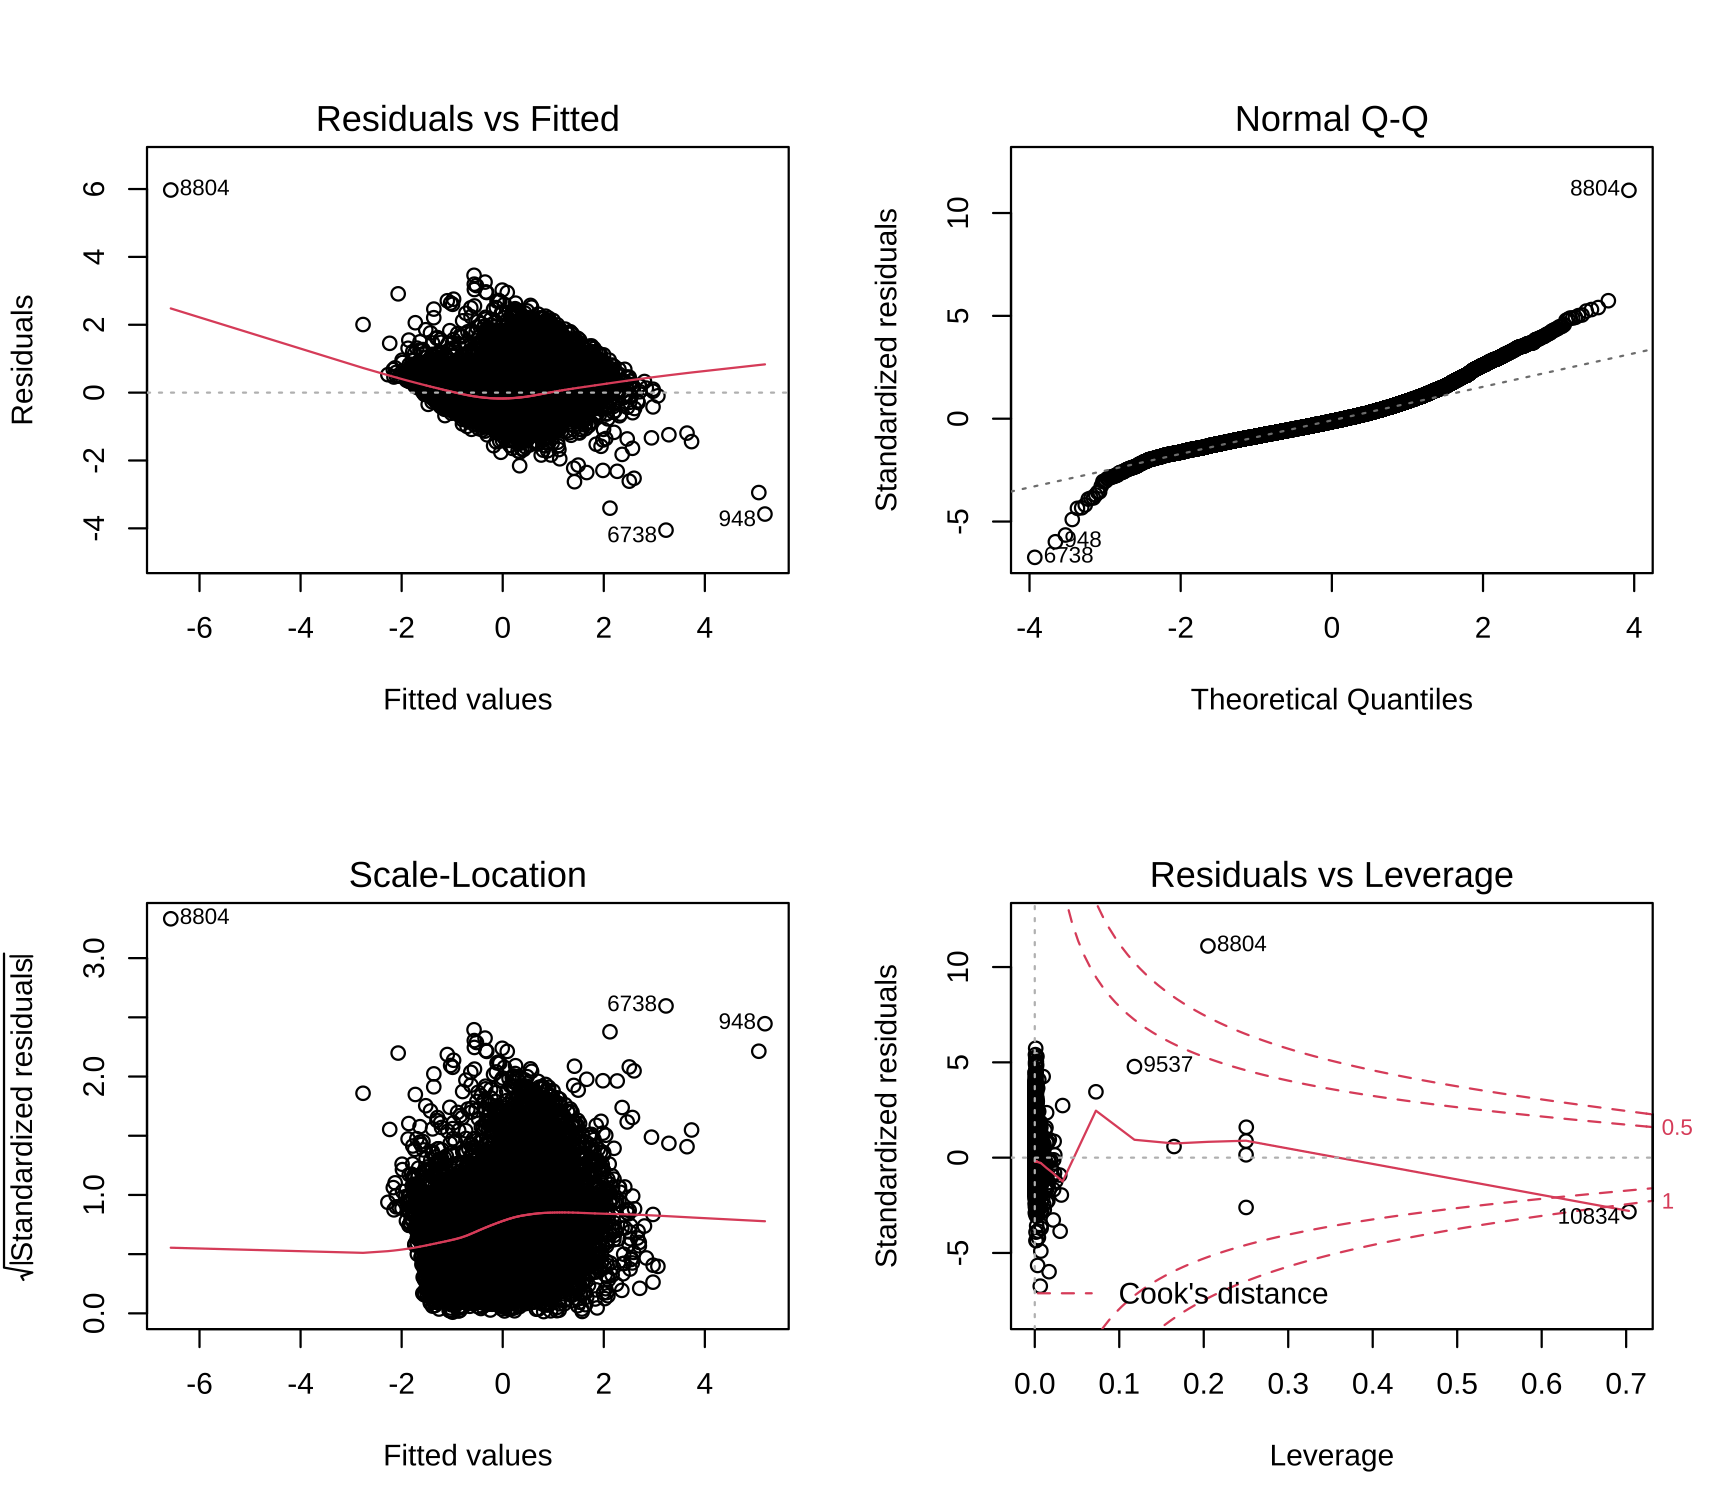 Residuals vs Fitted
Residuals
6
4
2
0
-2
-4
8804
6738
948
-6 -4 -2 0 2 4
Fitted values
Normal Q-Q
Standardized residuals
10
5
0
-5
8804
948
6738
-4 -2 0 2 4
Theoretical Quantiles
Scale-Location
√|Standardized residuals|
3.0
2.0
1.0
0.0
8804
6738
948
-6 -4 -2 0 2 4
Fitted values
Residuals vs Leverage
Standardized residuals
10
5
0
-5
8804
9537
10834
0.5
1
Cook's distance
0.0 0.1 0.2 0.3 0.4 0.5 0.6 0.7
Leverage